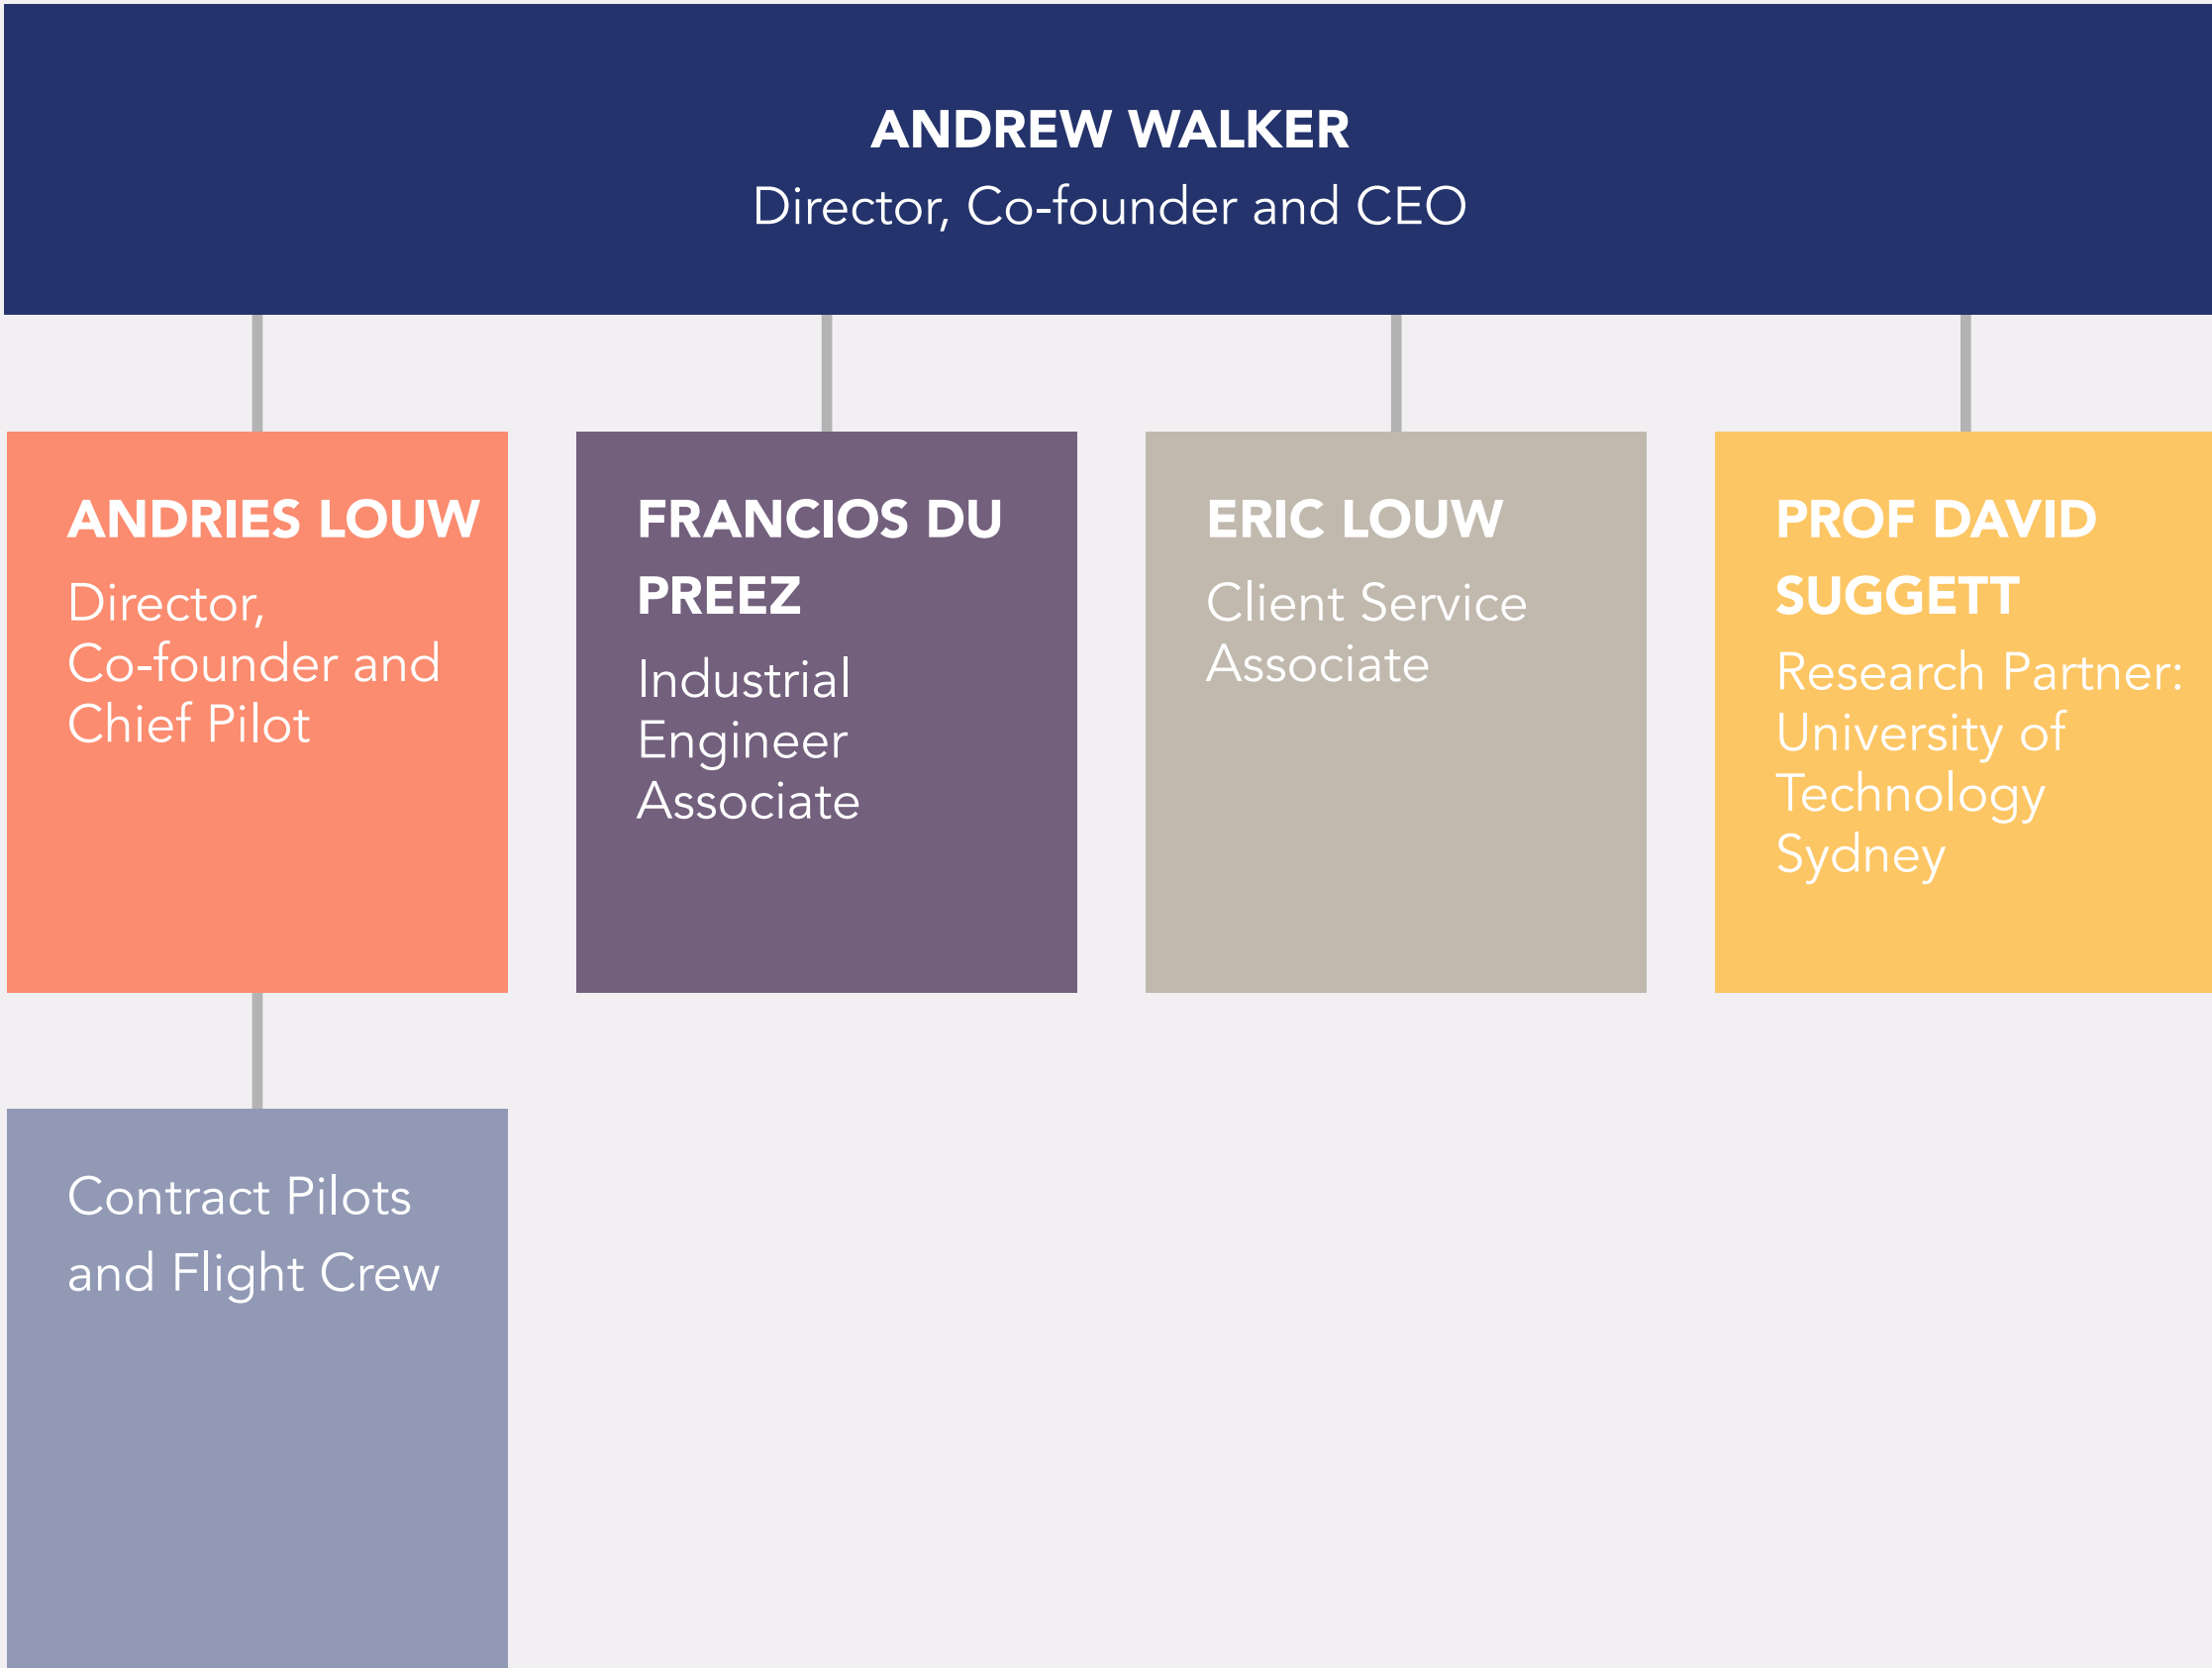 ANDREW WALKER
Director, Co-founder and CEO
ANDRIES LOUW
Director,
Co-founder and
Chief Pilot
FRANCIOS DU
PREEZ
Industrial
Engineer
Associate
ERIC LOUW
Client Service
Associate
PROF DAVID
SUGGETT
Research Partner:
University of
Technology
Sydney
Contract Pilots
and Flight Crew